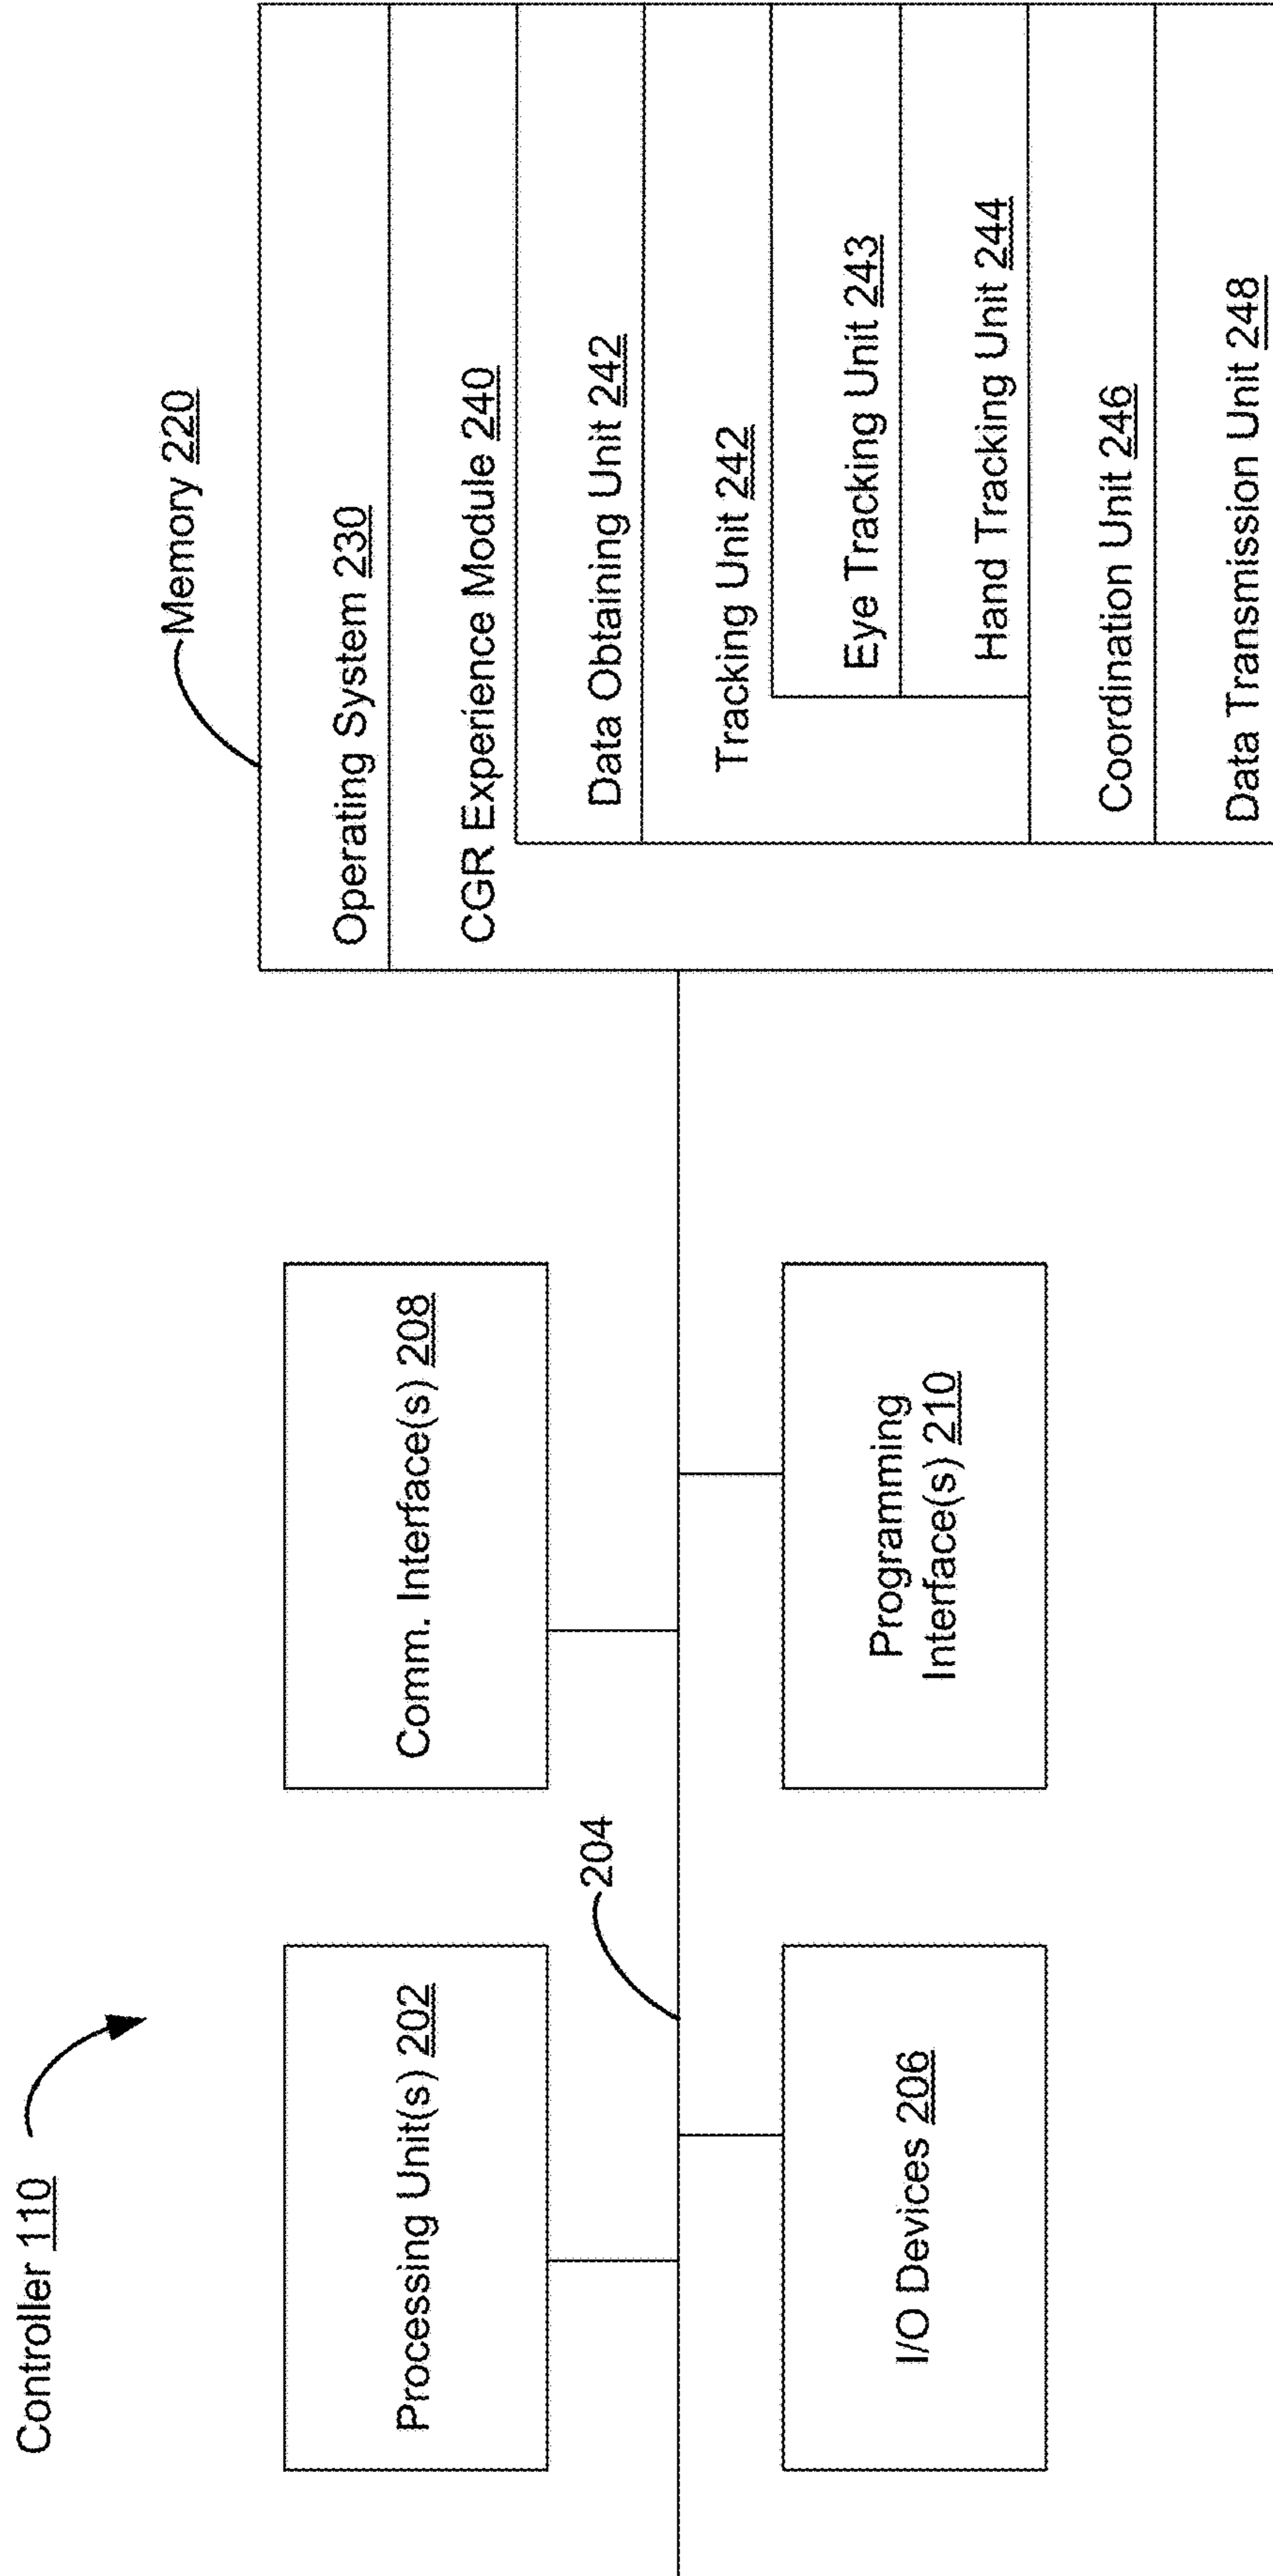 Controller 110
Memory 220
Processing Unit(s) 202
Comm. Interface(s) 208
204
I/O Devices 206
Programming
Interface(s) 210
Operating System 230
CGR Experience Module 240
Data Obtaining Unit 242
Tracking Unit 242
Eye Tracking Unit 243
Hand Tracking Unit 244
Coordination Unit 246
Data Transmission Unit 248